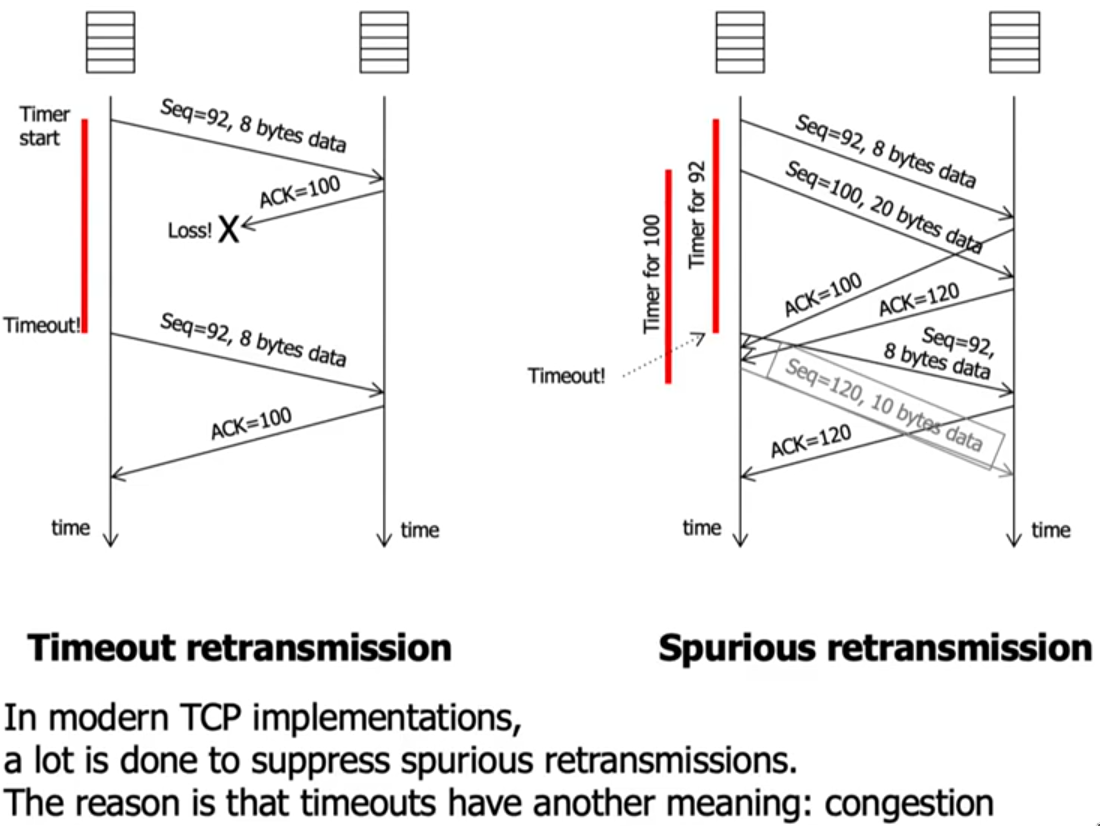 Timer
start
Seq=92, 8 bytes data
ACK=100
Loss! X
Timeout!
Seq=92, 8 bytes data
ACK=100
time
time
Timer for 100
Timer for 92
Seq=92, 8 bytes data
Seq=100, 20 bytes data
ACK=100
ACK=120
Seq=92,
8 bytes data
Timeout!
Seq=120, 10 bytes data
ACK=120
time
time
Timeout retransmission
Spurious retransmission
In modern TCP implementations,
a lot is done to suppress spurious retransmissions.
The reason is that timeouts have another meaning: congestion